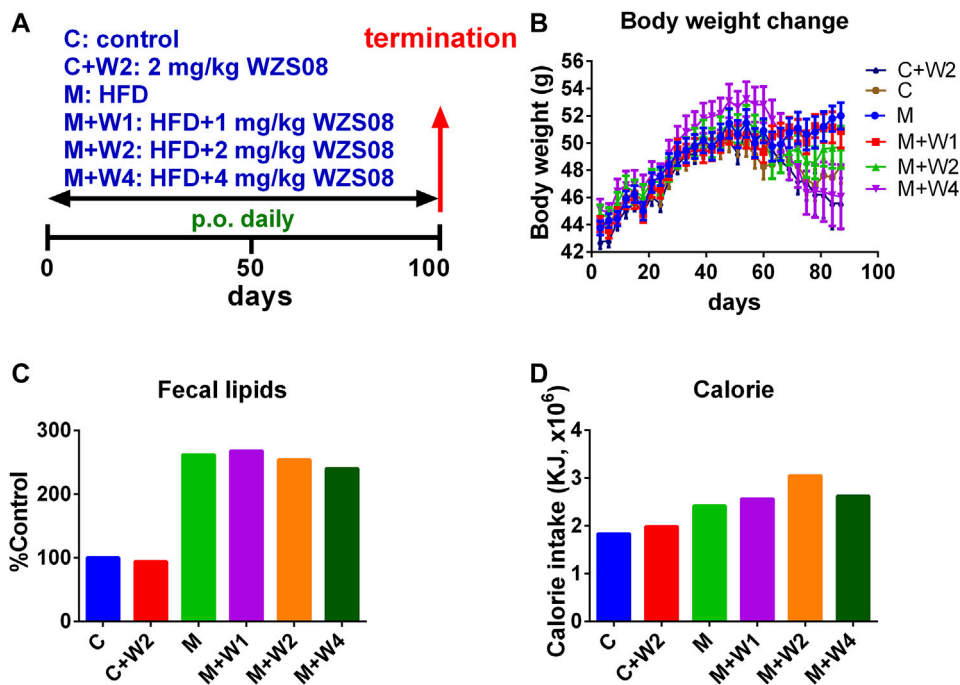 A
termination
C: control
C+W2: 2 mg/kg WZS08
M: HFD
M+W1: HFD+1 mg/kg WZS08
M+W2: HFD+2 mg/kg WZS08
M+W4: HFD+4 mg/kg WZS08
p.o. daily
0 50 100
days
B
Body weight change
Body weight (g)
56
54
52
50
48
46
44
42
0 20 40 60 80 100
days
C+W2
C
M
M+W1
M+W2
M+W4
C
Fecal lipids
%Control
300
200
100
0
C C+W2 M M+W1 M+W2 M+W4
D
Calorie
Calorie intake (KJ, x10⁶)
4
3
2
1
0
C C+W2 M M+W1 M+W2 M+W4